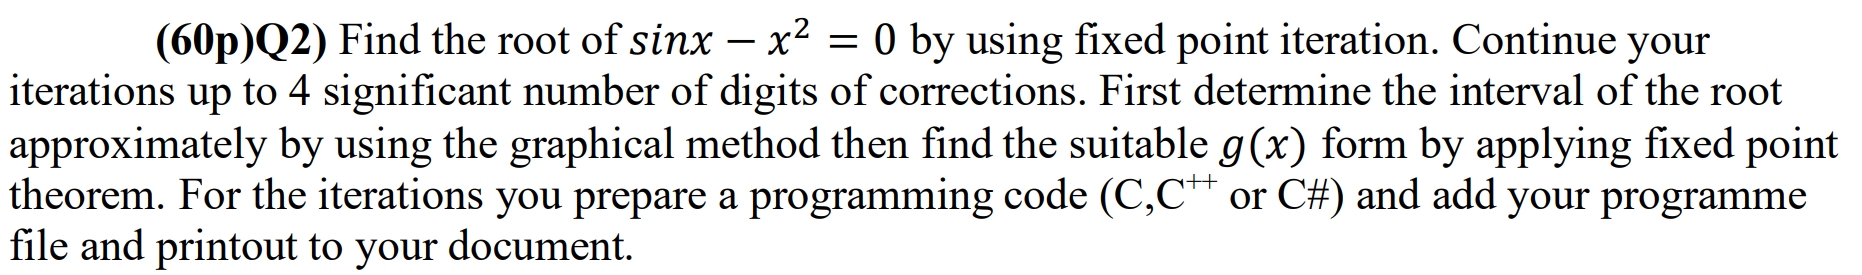 (60p)Q2) Find the root of sinx − x² = 0 by using fixed point iteration. Continue your
iterations up to 4 significant number of digits of corrections. First determine the interval of the root
approximately by using the graphical method then find the suitable g(x) form by applying fixed point
theorem. For the iterations you prepare a programming code (C,C⁺⁺ or C#) and add your programme
file and printout to your document.